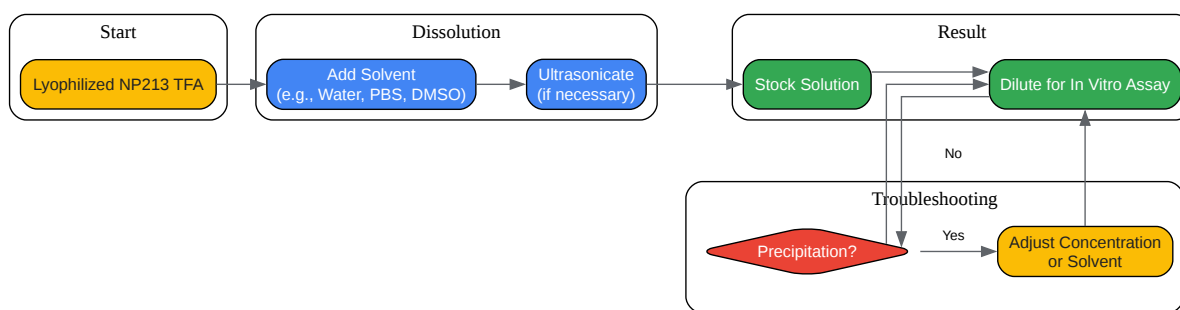 Start
Dissolution
Result
Lyophilized NP213 TFA
Add Solvent
(e.g., Water, PBS, DMSO)
Ultrasonicate
(if necessary)
Stock Solution
Dilute for In Vitro Assay
No
Troubleshooting
Precipitation?
Yes
Adjust Concentration
or Solvent